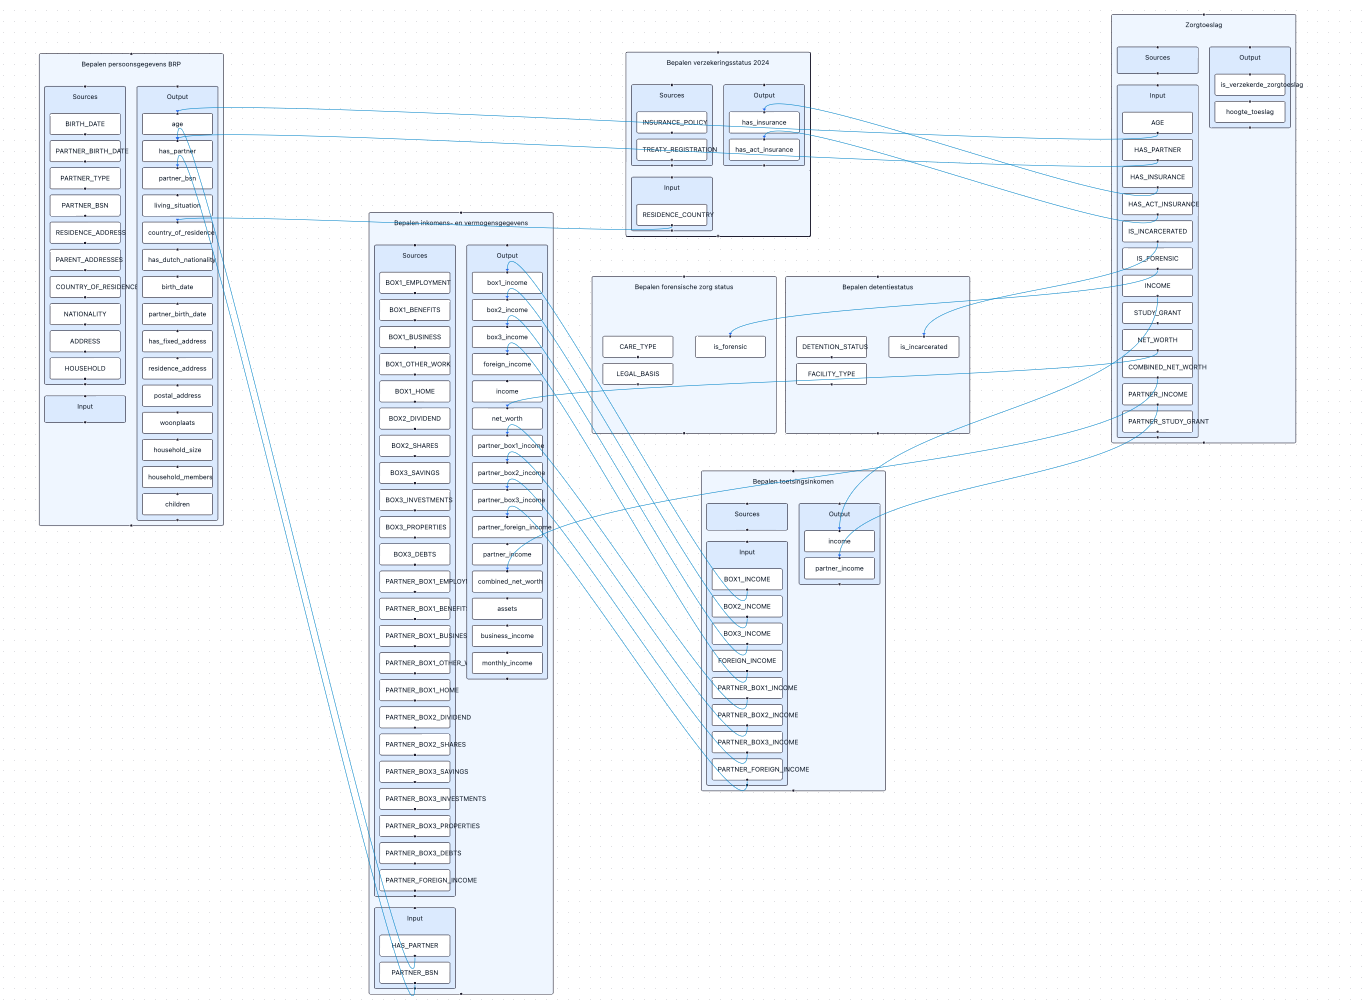 Bepalen persoonsgegevens BRP
Sources
BIRTH_DATE
PARTNER_BIRTH_DATE
PARTNER_TYPE
PARTNER_BSN
RESIDENCE_ADDRESS
PARENT_ADDRESSES
COUNTRY_OF_RESIDENCE
NATIONALITY
ADDRESS
HOUSEHOLD
Input
Output
age
has_partner
partner_bsn
living_situation
country_of_residence
has_dutch_nationality
birth_date
partner_birth_date
has_fixed_address
residence_address
postal_address
woonplaats
household_size
household_members
children
Bepalen inkomens- en vermogensgegevens
Sources
BOX1_EMPLOYMENT
BOX1_BENEFITS
BOX1_BUSINESS
BOX1_OTHER_WORK
BOX1_HOME
BOX2_DIVIDEND
BOX2_SHARES
BOX3_SAVINGS
BOX3_INVESTMENTS
BOX3_PROPERTIES
BOX3_DEBTS
PARTNER_BOX1_EMPLOY
PARTNER_BOX1_BENEFIT
PARTNER_BOX1_BUSINES
PARTNER_BOX1_OTHER_
PARTNER_BOX1_HOME
PARTNER_BOX2_DIVIDEND
PARTNER_BOX2_SHARES
PARTNER_BOX3_SAVINGS
PARTNER_BOX3_INVESTMENTS
PARTNER_BOX3_PROPERTIES
PARTNER_BOX3_DEBTS
PARTNER_FOREIGN_INCOME
Input
HAS_PARTNER
PARTNER_BSN
Output
box1_income
box2_income
box3_income
foreign_income
income
net_worth
partner_box1_income
partner_box2_income
partner_box3_income
partner_foreign_income
partner_income
combined_net_worth
assets
business_income
monthly_income
Bepalen verzekeringsstatus 2024
Sources
INSURANCE_POLICY
TREATY_REGISTRATION
Input
RESIDENCE_COUNTRY
Output
has_insurance
has_act_insurance
Bepalen forensische zorg status
CARE_TYPE
LEGAL_BASIS
is_forensic
Bepalen detentiestatus
DETENTION_STATUS
FACILITY_TYPE
is_incarcerated
Bepalen toetsingsinkomen
Sources
Input
BOX1_INCOME
BOX2_INCOME
BOX3_INCOME
FOREIGN_INCOME
PARTNER_BOX1_INCOME
PARTNER_BOX2_INCOME
PARTNER_BOX3_INCOME
PARTNER_FOREIGN_INCOME
Output
income
partner_income
Zorgtoeslag
Sources
Input
AGE
HAS_PARTNER
HAS_INSURANCE
HAS_ACT_INSURANCE
IS_INCARCERATED
IS_FORENSIC
INCOME
STUDY_GRANT
NET_WORTH
COMBINED_NET_WORTH
PARTNER_INCOME
PARTNER_STUDY_GRANT
Output
is_verzekerde_zorgtoeslag
hoogte_toeslag